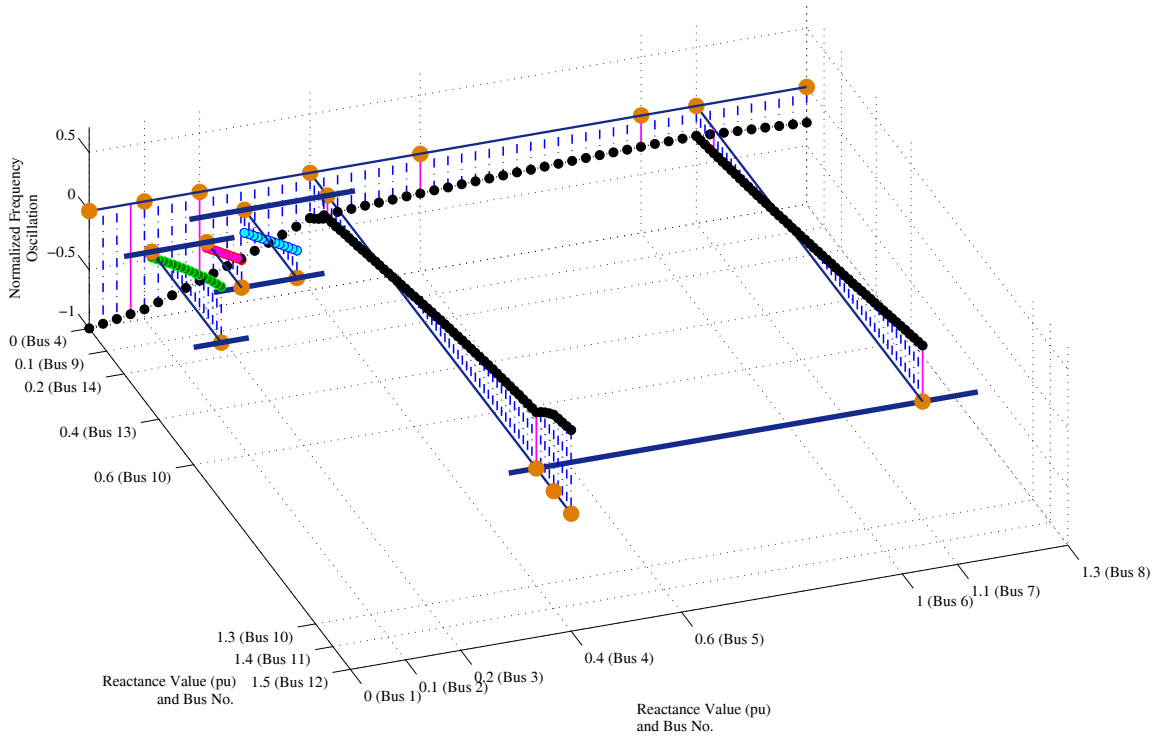 0.5
0
−0.5
−1
Normalized Frequency
Oscillation
0 (Bus 4)
0.1 (Bus 9)
0.2 (Bus 14)
0.4 (Bus 13)
0.6 (Bus 10)
1.3 (Bus 10)
1.4 (Bus 11)
1.5 (Bus 12)
Reactance Value (pu)
and Bus No.
0 (Bus 1)
0.1 (Bus 2)
0.2 (Bus 3)
0.4 (Bus 4)
0.6 (Bus 5)
1 (Bus 6)
1.1 (Bus 7)
1.3 (Bus 8)
Reactance Value (pu)
and Bus No.